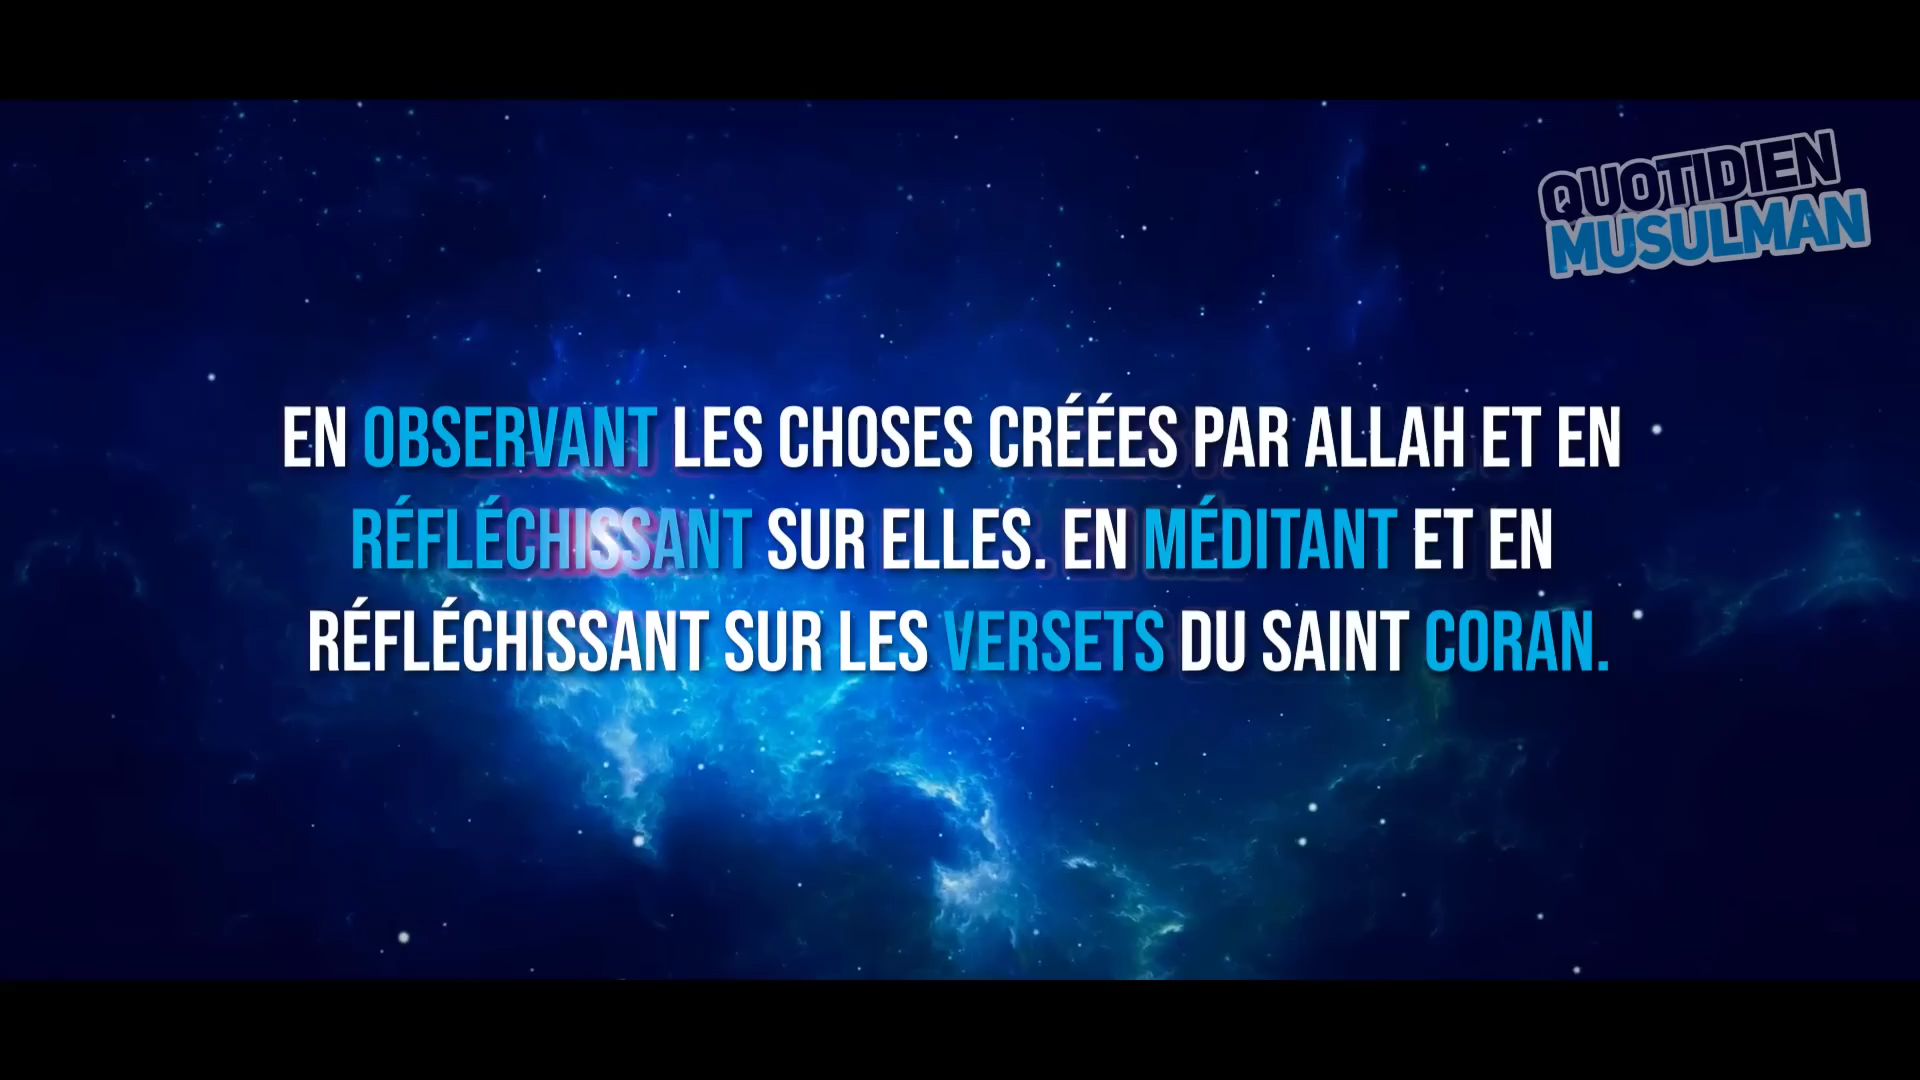 QUOTIDIEN
MUSULMAN
EN OBSERVANT LES CHOSES CRÉÉES PAR ALLAH ET EN
RÉFLÉCHISSANT SUR ELLES. EN MÉDITANT ET EN
RÉFLÉCHISSANT SUR LES VERSETS DU SAINT CORAN.